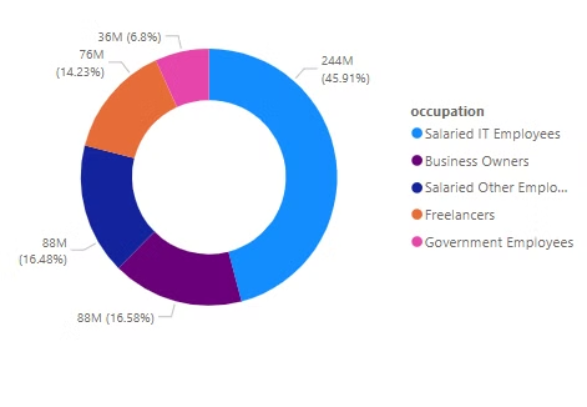 36M (6.8%)
76M
(14.23%)
244M
(45.91%)
88M
(16.48%)
88M (16.58%)
occupation
Salaried IT Employees
Business Owners
Salaried Other Emplo...
Freelancers
Government Employees